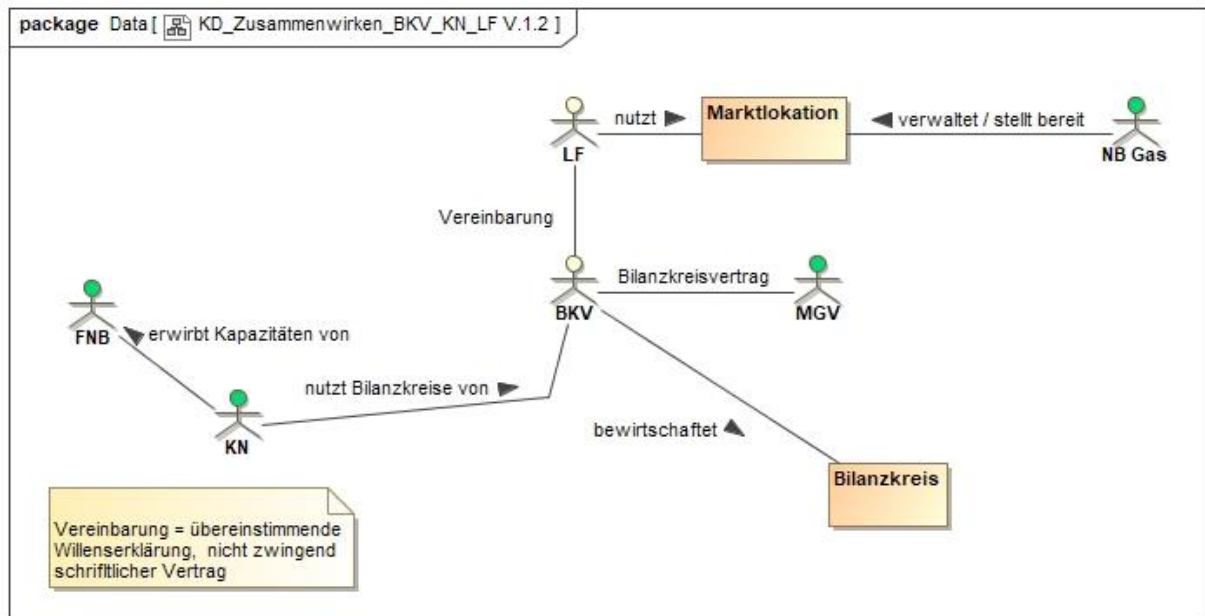 package Data [ KD_Zusammenwirken_BKV_KN_LF V.1.2 ]
nutzt
Marktlokation
verwaltet / stellt bereit
LF
NB Gas
Vereinbarung
Bilanzkreisvertrag
BKV
MGV
FNB
erwirbt Kapazitäten von
nutzt Bilanzkreise von
KN
bewirtschaftet
Bilanzkreis
Vereinbarung = übereinstimmende
Willenserklärung, nicht zwingend
schrifltlicher Vertrag